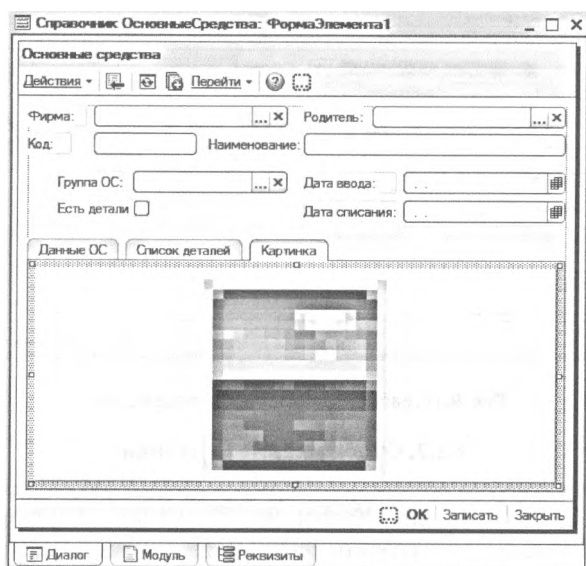 Справочник ОсновныеСредства: ФормаЭлемента1
Основные средства
Действия Перейти
Фирма: ... × Родитель: ... ×
Код: Наименование:
Группа ОС: ... × Дата ввода: . .
Есть детали Дата списания: . .
Данные ОС Список деталей Картинка
OK Записать Закрыть
Диалог Модуль Реквизиты